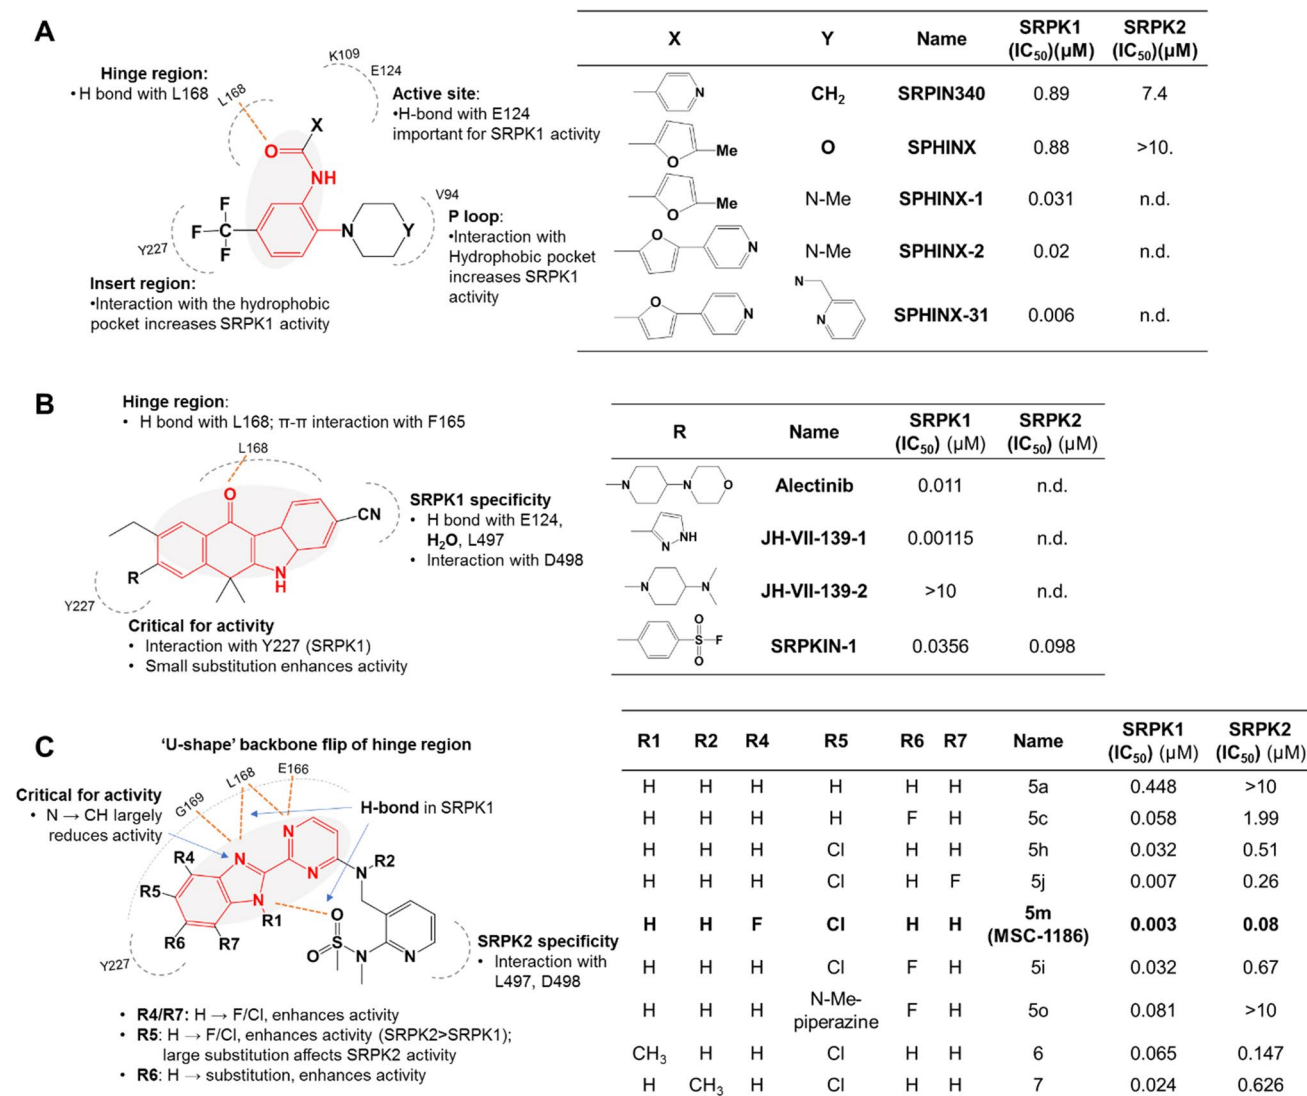 A
Hinge region:
•H bond with L168
L168
K109
E124
Active site:
•H-bond with E124
important for SRPK1 activity
X
O
NH
F
F
C
F
N
Y
V94
P loop:
•Interaction with
Hydrophobic pocket
increases SRPK1
activity
Y227
Insert region:
•Interaction with the hydrophobic
pocket increases SRPK1 activity
X Y Name SRPK1 (IC50)(µM) SRPK2 (IC50)(µM)
N CH2 SRPIN340 0.89 7.4
O Me O SPHINX 0.88 >10.
O Me N-Me SPHINX-1 0.031 n.d.
O N N-Me SPHINX-2 0.02 n.d.
O N N N SPHINX-31 0.006 n.d.
B
Hinge region:
• H bond with L168; π-π interaction with F165
L168
O
CN
R
N
H
Y227
SRPK1 specificity
• H bond with E124,
H2O, L497
• Interaction with D498
Critical for activity
• Interaction with Y227 (SRPK1)
• Small substitution enhances activity
R Name SRPK1 (IC50) (µM) SRPK2 (IC50) (µM)
N N O Alectinib 0.011 n.d.
N NH JH-VII-139-1 0.00115 n.d.
N N JH-VII-139-2 >10 n.d.
O S F O SRPKIN-1 0.0356 0.098
C
'U-shape' backbone flip of hinge region
Critical for activity
• N → CH largely
reduces activity
G169
L168
E166
H-bond in SRPK1
N
N
N
N
N
R1
R2
R4
R5
R6
R7
Y227
O
O
S
N
N
SRPK2 specificity
• Interaction with
L497, D498
• R4/R7: H → F/Cl, enhances activity
• R5: H → F/Cl, enhances activity (SRPK2>SRPK1);
large substitution affects SRPK2 activity
• R6: H → substitution, enhances activity
R1 R2 R4 R5 R6 R7 Name SRPK1 (IC50) (µM) SRPK2 (IC50) (µM)
H H H H H H 5a 0.448 >10
H H H H F H 5c 0.058 1.99
H H H Cl H H 5h 0.032 0.51
H H H Cl H F 5j 0.007 0.26
H H F Cl H H 5m (MSC-1186) 0.003 0.08
H H H Cl F H 5i 0.032 0.67
H H H N-Me-piperazine F H 5o 0.081 >10
CH3 H H Cl H H 6 0.065 0.147
H CH3 H Cl H H 7 0.024 0.626